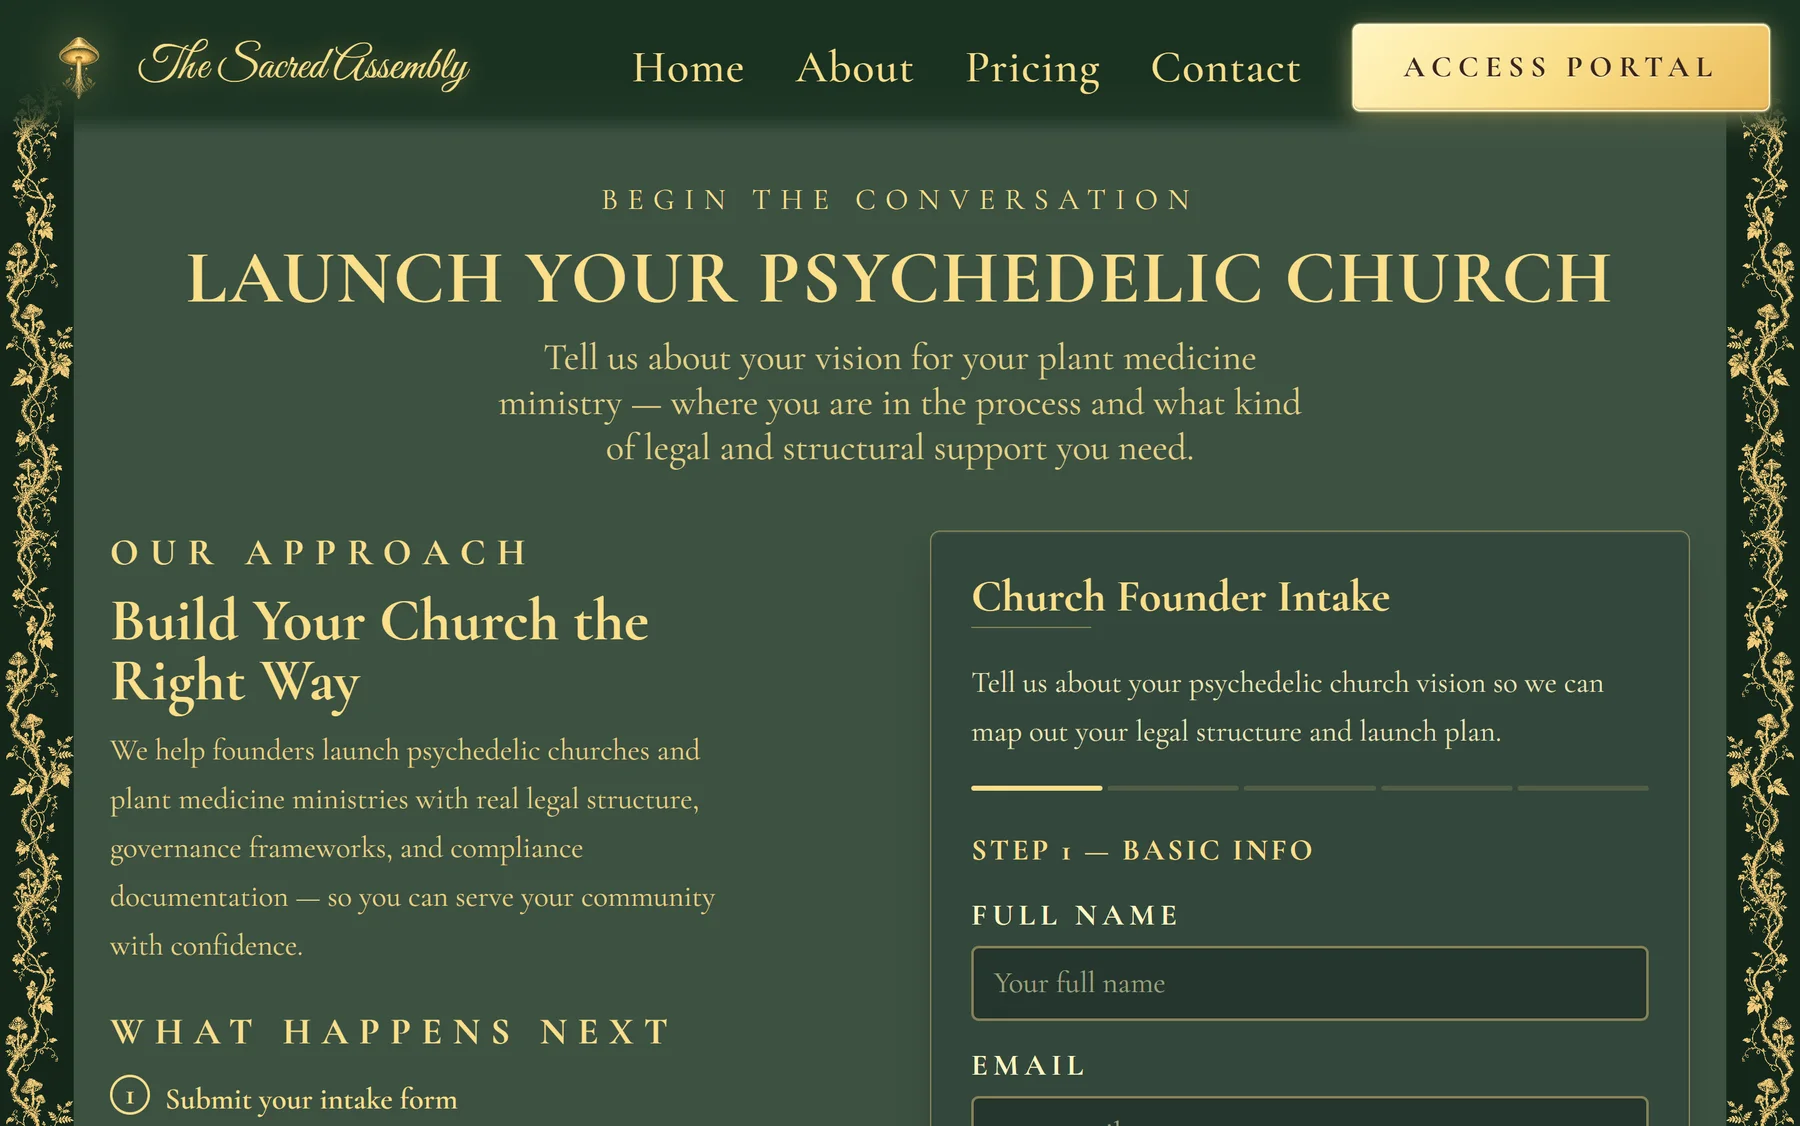 The Sacred Assembly
Home
About
Pricing
Contact
ACCESS PORTAL
BEGIN THE CONVERSATION
LAUNCH YOUR PSYCHEDELIC CHURCH
Tell us about your vision for your plant medicine
ministry — where you are in the process and what kind
of legal and structural support you need.
OUR APPROACH
Build Your Church the
Right Way
We help founders launch psychedelic churches and
plant medicine ministries with real legal structure,
governance frameworks, and compliance
documentation — so you can serve your community
with confidence.
WHAT HAPPENS NEXT
1 Submit your intake form
Church Founder Intake
Tell us about your psychedelic church vision so we can
map out your legal structure and launch plan.
STEP 1 — BASIC INFO
FULL NAME
Your full name
EMAIL